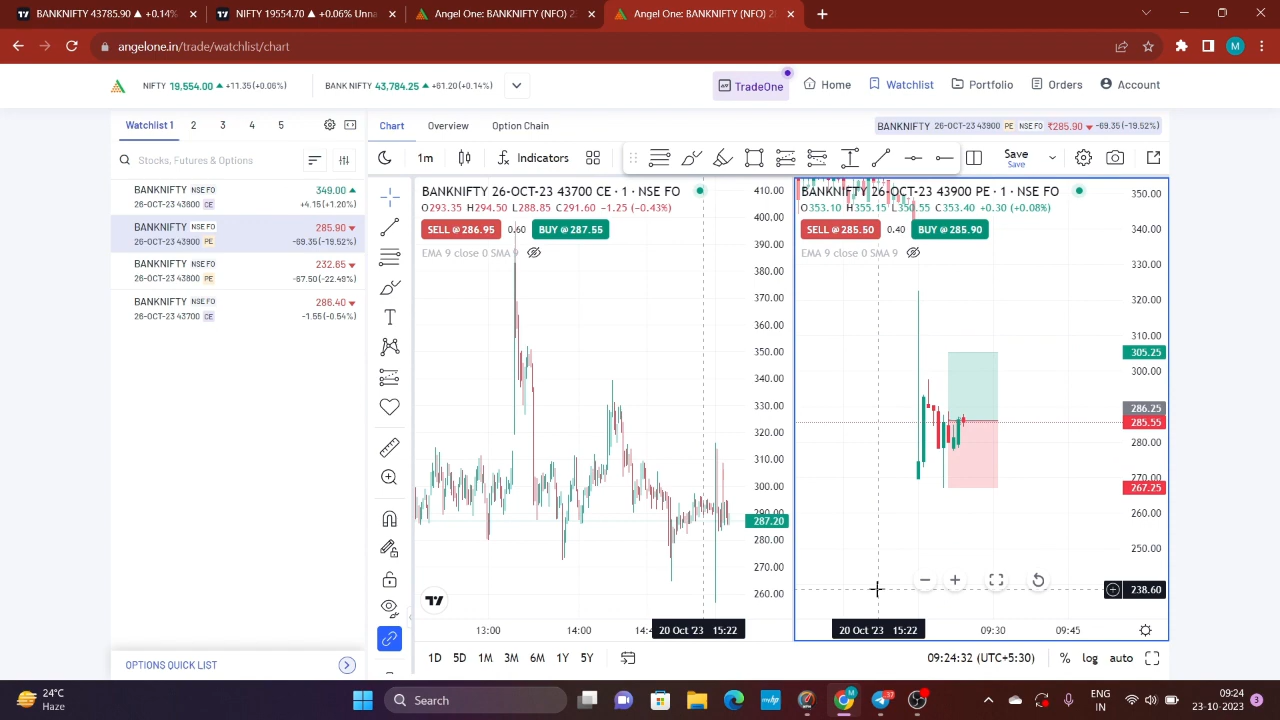 BANKNIFTY 43785.90 ▲ +0.14%
NIFTY 19554.70 ▲ +0.06% Unna
Angel One: BANKNIFTY (NFO) 2
Angel One: BANKNIFTY (NFO) 2
angelone.in/trade/watchlist/chart
M
NIFTY 19,554.00 ▲ +11.35 (+0.06%)
BANK NIFTY 43,784.25 ▲ +61.20 (+0.14%)
TradeOne
Home
Watchlist
Portfolio
Orders
Account
Watchlist 1 2 3 4 5
Chart Overview Option Chain
BANKNIFTY 26-OCT-23 43900 PE NSE FO ₹285.90 ▼ -69.35 (-19.52%)
Stocks, Futures & Options
1m
Indicators
Save
Save
BANKNIFTY NSE FO 349.00 ▲
26-OCT-23 43600 CE +4.15 (+1.20%)
BANKNIFTY NSE FO 285.90 ▼
26-OCT-23 43900 PE -69.35 (-19.52%)
BANKNIFTY NSE FO 232.65 ▼
26-OCT-23 43800 PE -67.50 (-22.49%)
BANKNIFTY NSE FO 286.40 ▼
26-OCT-23 43700 CE -1.55 (-0.54%)
OPTIONS QUICK LIST
BANKNIFTY 26-OCT-23 43700 CE · 1 · NSE FO
O293.35 H294.50 L288.85 C291.60 -1.25 (-0.43%)
SELL @ 286.95 0.60 BUY @ 287.55
EMA 9 close 0 SMA 9
410.00
400.00
390.00
380.00
370.00
360.00
350.00
340.00
330.00
320.00
310.00
300.00
290.00
287.20
280.00
270.00
260.00
13:00 14:00 14:4 20 Oct '23 15:22
BANKNIFTY 26-OCT-23 43900 PE · 1 · NSE FO
O353.10 H355.15 L350.55 C353.40 +0.30 (+0.08%)
SELL @ 285.50 0.40 BUY @ 285.90
EMA 9 close 0 SMA 9
350.00
340.00
330.00
320.00
310.00
305.25
300.00
286.25
285.55
280.00
270.00
267.25
260.00
250.00
238.60
20 Oct '23 15:22 09:30 09:45
1D 5D 1M 3M 6M 1Y 5Y
09:24:32 (UTC+5:30) % log auto
24°C
Haze
Search
M
37
ENG
IN
09:24
23-10-2023
3